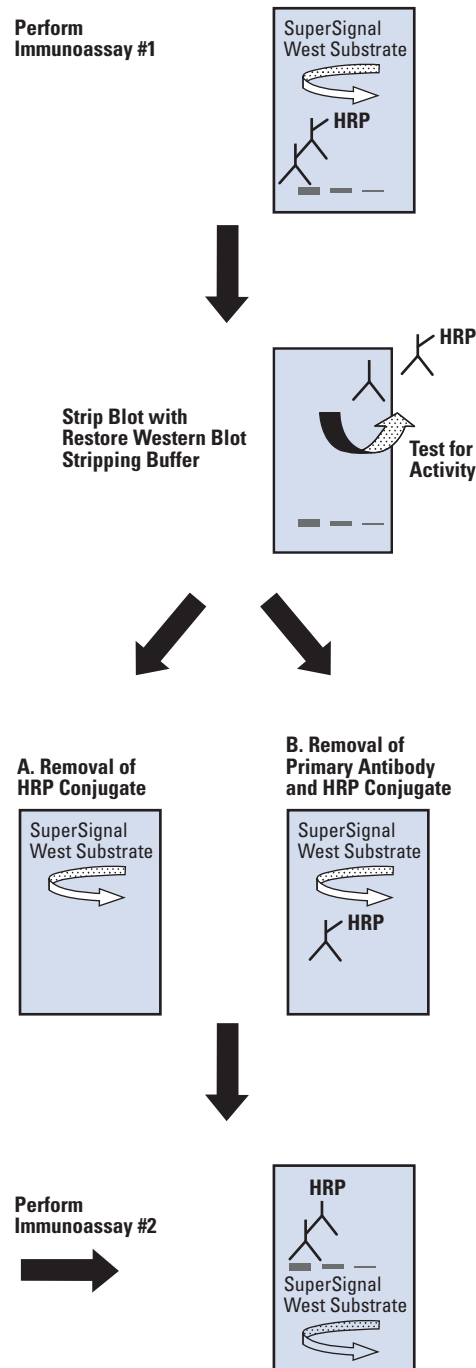 Perform
Immunoassay #1
SuperSignal
West Substrate
HRP
HRP
Strip Blot with
Restore Western Blot
Stripping Buffer
Test for
Activity
A. Removal of
HRP Conjugate
SuperSignal
West Substrate
B. Removal of
Primary Antibody
and HRP Conjugate
SuperSignal
West Substrate
HRP
Perform
Immunoassay #2
HRP
SuperSignal
West Substrate